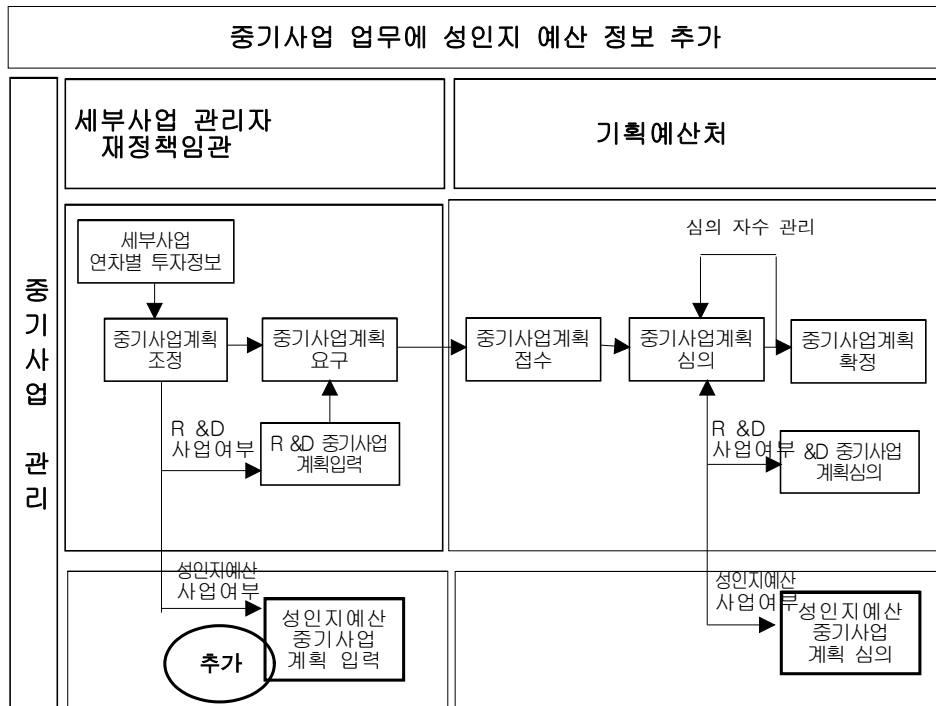 중기사업 업무에 성인지 예산 정보 추가
중기사업 관리
세부사업 관리자
재정책임관
기획예산처
세부사업
연차별 투자정보
중기사업계획
조정
중기사업계획
요구
R &D
사업여부
R &D 중기사업
계획입력
심의 자수 관리
중기사업계획
접수
중기사업계획
심의
중기사업계획
확정
R &D
사업여부
&D 중기사업
계획심의
성인지예산
사업여부
성인지예산
중기사업
계획 입력
추가
성인지예산
사업여부
성인지예산
중기사업
계획 심의